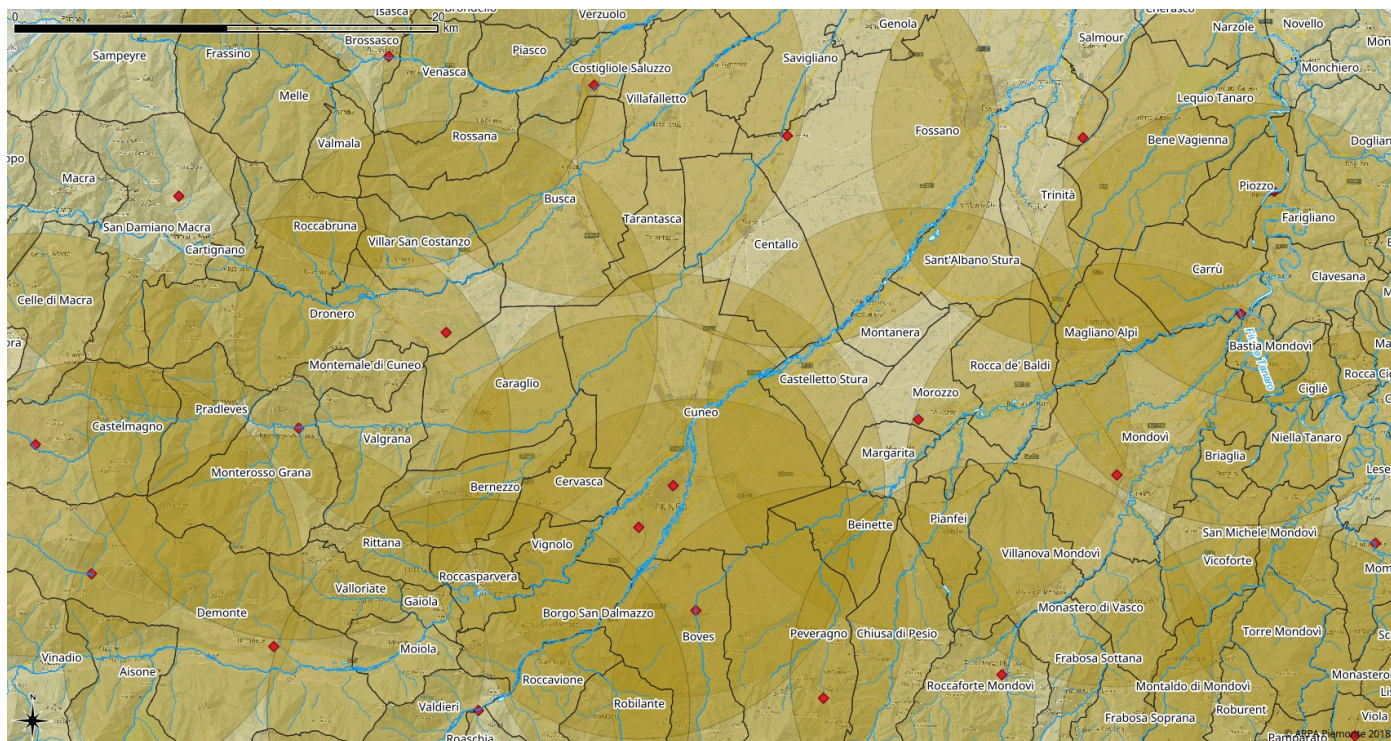 0
20
km
Isasca
Brondello
Verzuolo
Genola
Cherasco
Narzole
Novello
Sampeyre
Frassino
Brossasco
Piasco
Savigliano
Salmour
Monchiero
Venasca
Costigliole Saluzzo
Melle
Villafalletto
Lequio Tanaro
Valmala
Rossana
Fossano
Bene Vagienna
Macra
Piozzo
Busca
Trinità
San Damiano Macra
Roccabruna
Tarantasca
Farigliano
Cartignano
Villar San Costanzo
Centallo
Sant'Albano Stura
Carrù
Clavesana
Celle di Macra
Dronero
Montanera
Magliano Alpi
Bastia Mondovì
Fiume Tanaro
Montemale di Cuneo
Rocca de' Baldi
Caraglio
Castelletto Stura
Cigliè
Morozzo
Pradleves
Cuneo
Castelmagno
Valgrana
Mondovì
Niella Tanaro
Margarita
Briaglia
Monterosso Grana
Bernezzo
Cervasca
Beinette
Pianfei
San Michele Mondovì
Rittana
Vignolo
Villanova Mondovì
Vicoforte
Roccasparvera
Valloriate
Gaiola
Demonte
Borgo San Dalmazzo
Monastero di Vasco
Boves
Peveragno
Chiusa di Pesio
Torre Mondovì
Moiola
Vinadio
Aisone
Frabosa Sottana
Roccavione
Roccaforte Mondovì
Montaldo di Mondovì
N
Valdieri
Robilante
Roburent
Frabosa Soprana
Viola
Roaschia
Pamparato
© ARPA Piemonte 2018